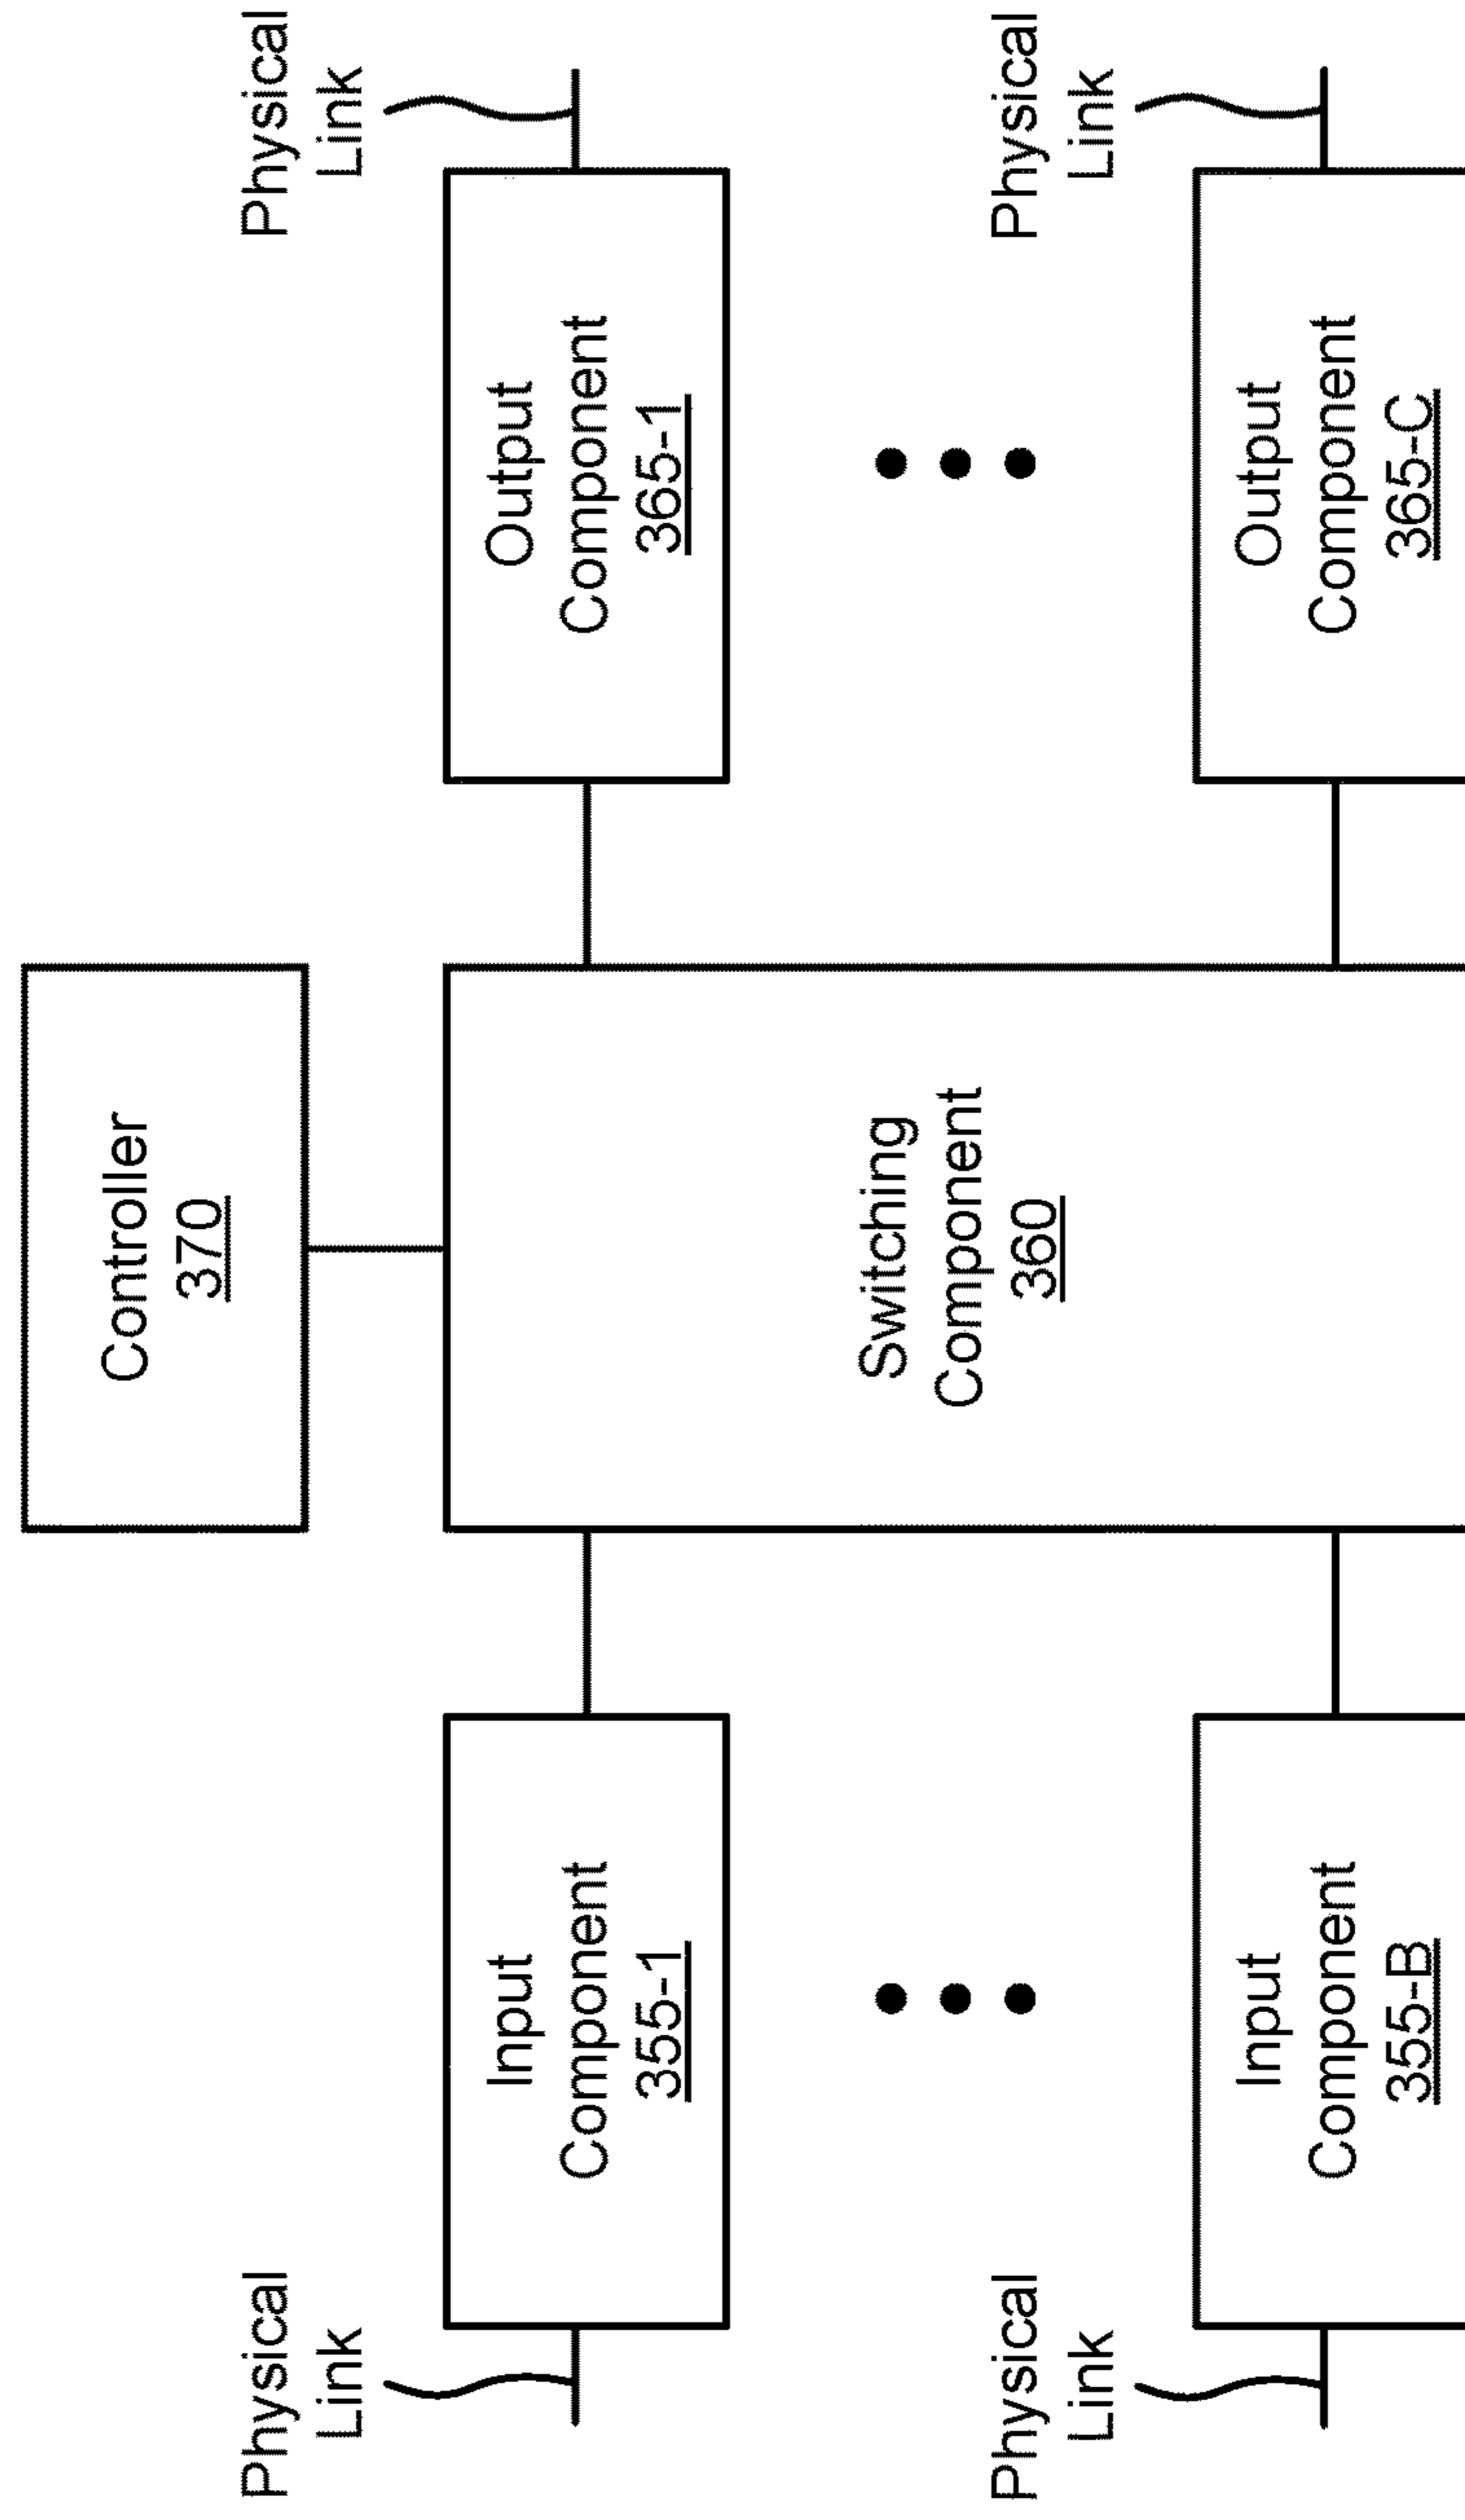 Controller
370
Physical
Link
Input
Component
355-1
Output
Component
365-1
Physical
Link
Switching
Component
360
Physical
Link
Input
Component
355-B
Output
Component
365-C
Physical
Link